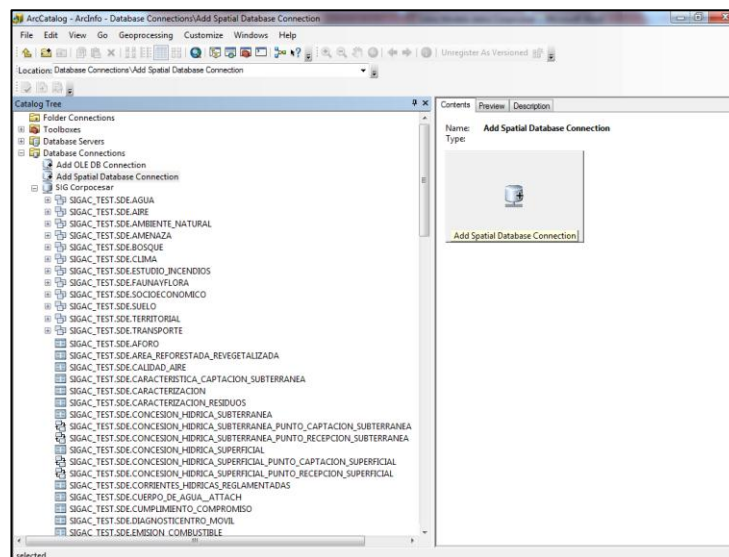 ArcCatalog - ArcInfo - Database Connections\Add Spatial Database Connection
File Edit View Go Geoprocessing Customize Windows Help
Unregister As Versioned
Location: Database Connections\Add Spatial Database Connection
Catalog Tree
Folder Connections
Toolboxes
Database Servers
Database Connections
Add OLE DB Connection
Add Spatial Database Connection
SIG Corpocesar
SIGAC_TEST.SDE.AGUA
SIGAC_TEST.SDE.AIRE
SIGAC_TEST.SDE.AMBIENTE_NATURAL
SIGAC_TEST.SDE.AMENAZA
SIGAC_TEST.SDE.BOSQUE
SIGAC_TEST.SDE.CLIMA
SIGAC_TEST.SDE.ESTUDIO_INCENDIOS
SIGAC_TEST.SDE.FAUNAYFLORA
SIGAC_TEST.SDE.SOCIOECONOMICO
SIGAC_TEST.SDE.SUELO
SIGAC_TEST.SDE.TERRITORIAL
SIGAC_TEST.SDE.TRANSPORTE
SIGAC_TEST.SDE.AFORO
SIGAC_TEST.SDE.AREA_REFORESTADA_REVEGETALIZADA
SIGAC_TEST.SDE.CALIDAD_AIRE
SIGAC_TEST.SDE.CARACTERISTICA_CAPTACION_SUBTERRANEA
SIGAC_TEST.SDE.CARACTERIZACION
SIGAC_TEST.SDE.CARACTERIZACION_RESIDUOS
SIGAC_TEST.SDE.CONCESION_HIDRICA_SUBTERRANEA
SIGAC_TEST.SDE.CONCESION_HIDRICA_SUBTERRANEA_PUNTO_CAPTACION_SUBTERRANEA
SIGAC_TEST.SDE.CONCESION_HIDRICA_SUBTERRANEA_PUNTO_RECEPCION_SUBTERRANEA
SIGAC_TEST.SDE.CONCESION_HIDRICA_SUPERFICIAL
SIGAC_TEST.SDE.CONCESION_HIDRICA_SUPERFICIAL_PUNTO_CAPTACION_SUPERFICIAL
SIGAC_TEST.SDE.CONCESION_HIDRICA_SUPERFICIAL_PUNTO_RECEPCION_SUPERFICIAL
SIGAC_TEST.SDE.CORRIENTES_HIDRICAS_REGLAMENTADAS
SIGAC_TEST.SDE.CUERPO_DE_AGUA__ATTACH
SIGAC_TEST.SDE.CUMPLIMIENTO_COMPROMISO
SIGAC_TEST.SDE.DIAGNOSTICENTRO_MOVIL
SIGAC_TEST.SDE.EMISION_COMBUSTIBLE
Contents Preview Description
Name: Add Spatial Database Connection
Type:
Add Spatial Database Connection
selected